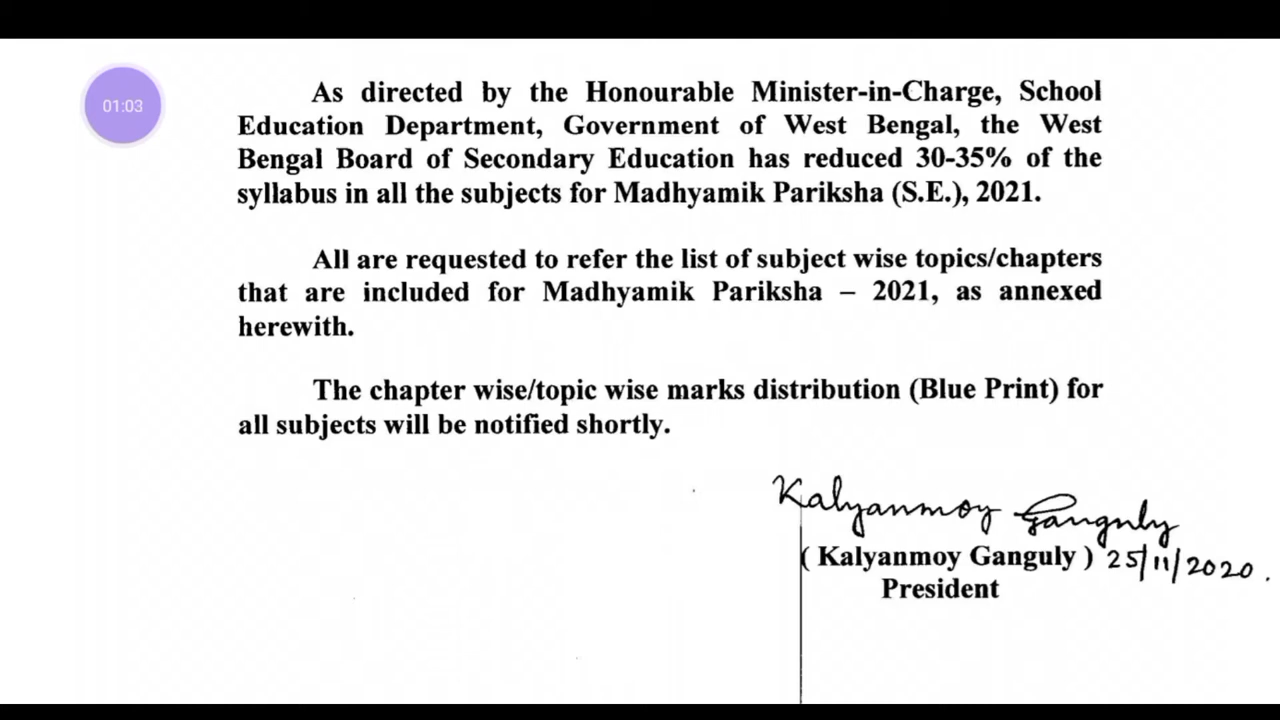 01:03
As directed by the Honourable Minister-in-Charge, School
Education Department, Government of West Bengal, the West
Bengal Board of Secondary Education has reduced 30-35% of the
syllabus in all the subjects for Madhyamik Pariksha (S.E.), 2021.
All are requested to refer the list of subject wise topics/chapters
that are included for Madhyamik Pariksha – 2021, as annexed
herewith.
The chapter wise/topic wise marks distribution (Blue Print) for
all subjects will be notified shortly.
Kalyanmoy Ganguly
( Kalyanmoy Ganguly ) 25/11/2020.
President